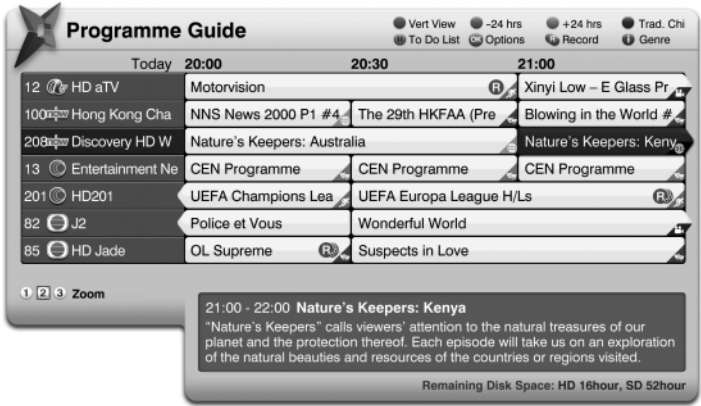 Programme Guide
Vert View -24 hrs +24 hrs Trad. Chi
To Do List OK Options R Record i Genre
Today 20:00 20:30 21:00
12 HD aTV Motorvision R Xinyi Low – E Glass Pr
100 now Hong Kong Cha NNS News 2000 P1 #4 The 29th HKFAA (Pre Blowing in the World #
208 now Discovery HD W Nature's Keepers: Australia Nature's Keepers: Keny
13 Entertainment Ne CEN Programme CEN Programme CEN Programme
201 HD201 UEFA Champions Lea UEFA Europa League H/Ls R
82 J2 Police et Vous Wonderful World
85 HD Jade OL Supreme R Suspects in Love
1 2 3 Zoom
21:00 - 22:00 Nature's Keepers: Kenya
"Nature's Keepers" calls viewers' attention to the natural treasures of our
planet and the protection thereof. Each episode will take us on an exploration
of the natural beauties and resources of the countries or regions visited.
Remaining Disk Space: HD 16hour, SD 52hour